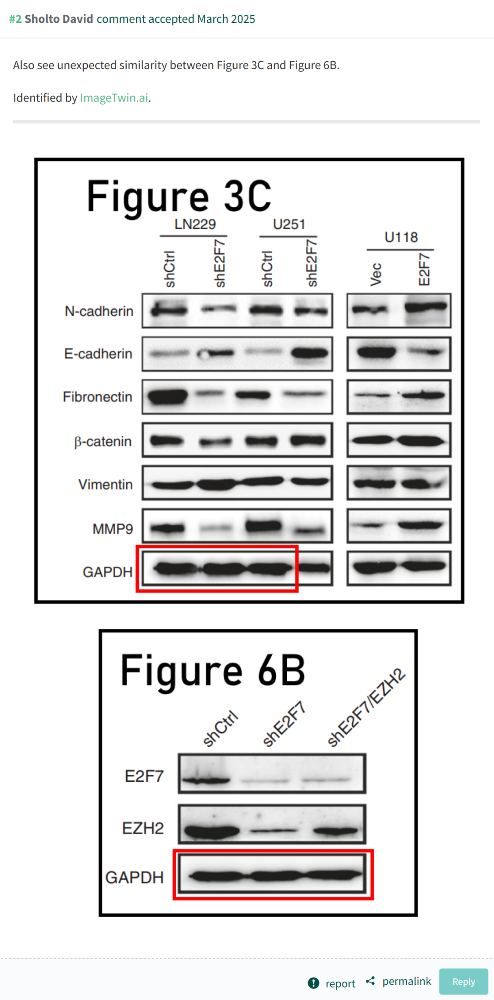 #2 Sholto David comment accepted March 2025
Also see unexpected similarity between Figure 3C and Figure 6B.
Identified by ImageTwin.ai.
Figure 3C
LN229
U251
U118
shCtrl
shE2F7
shCtrl
shE2F7
Vec
E2F7
N-cadherin
E-cadherin
Fibronectin
β-catenin
Vimentin
MMP9
GAPDH
Figure 6B
shCtrl
shE2F7
shE2F7/EZH2
E2F7
EZH2
GAPDH
report
permalink
Reply